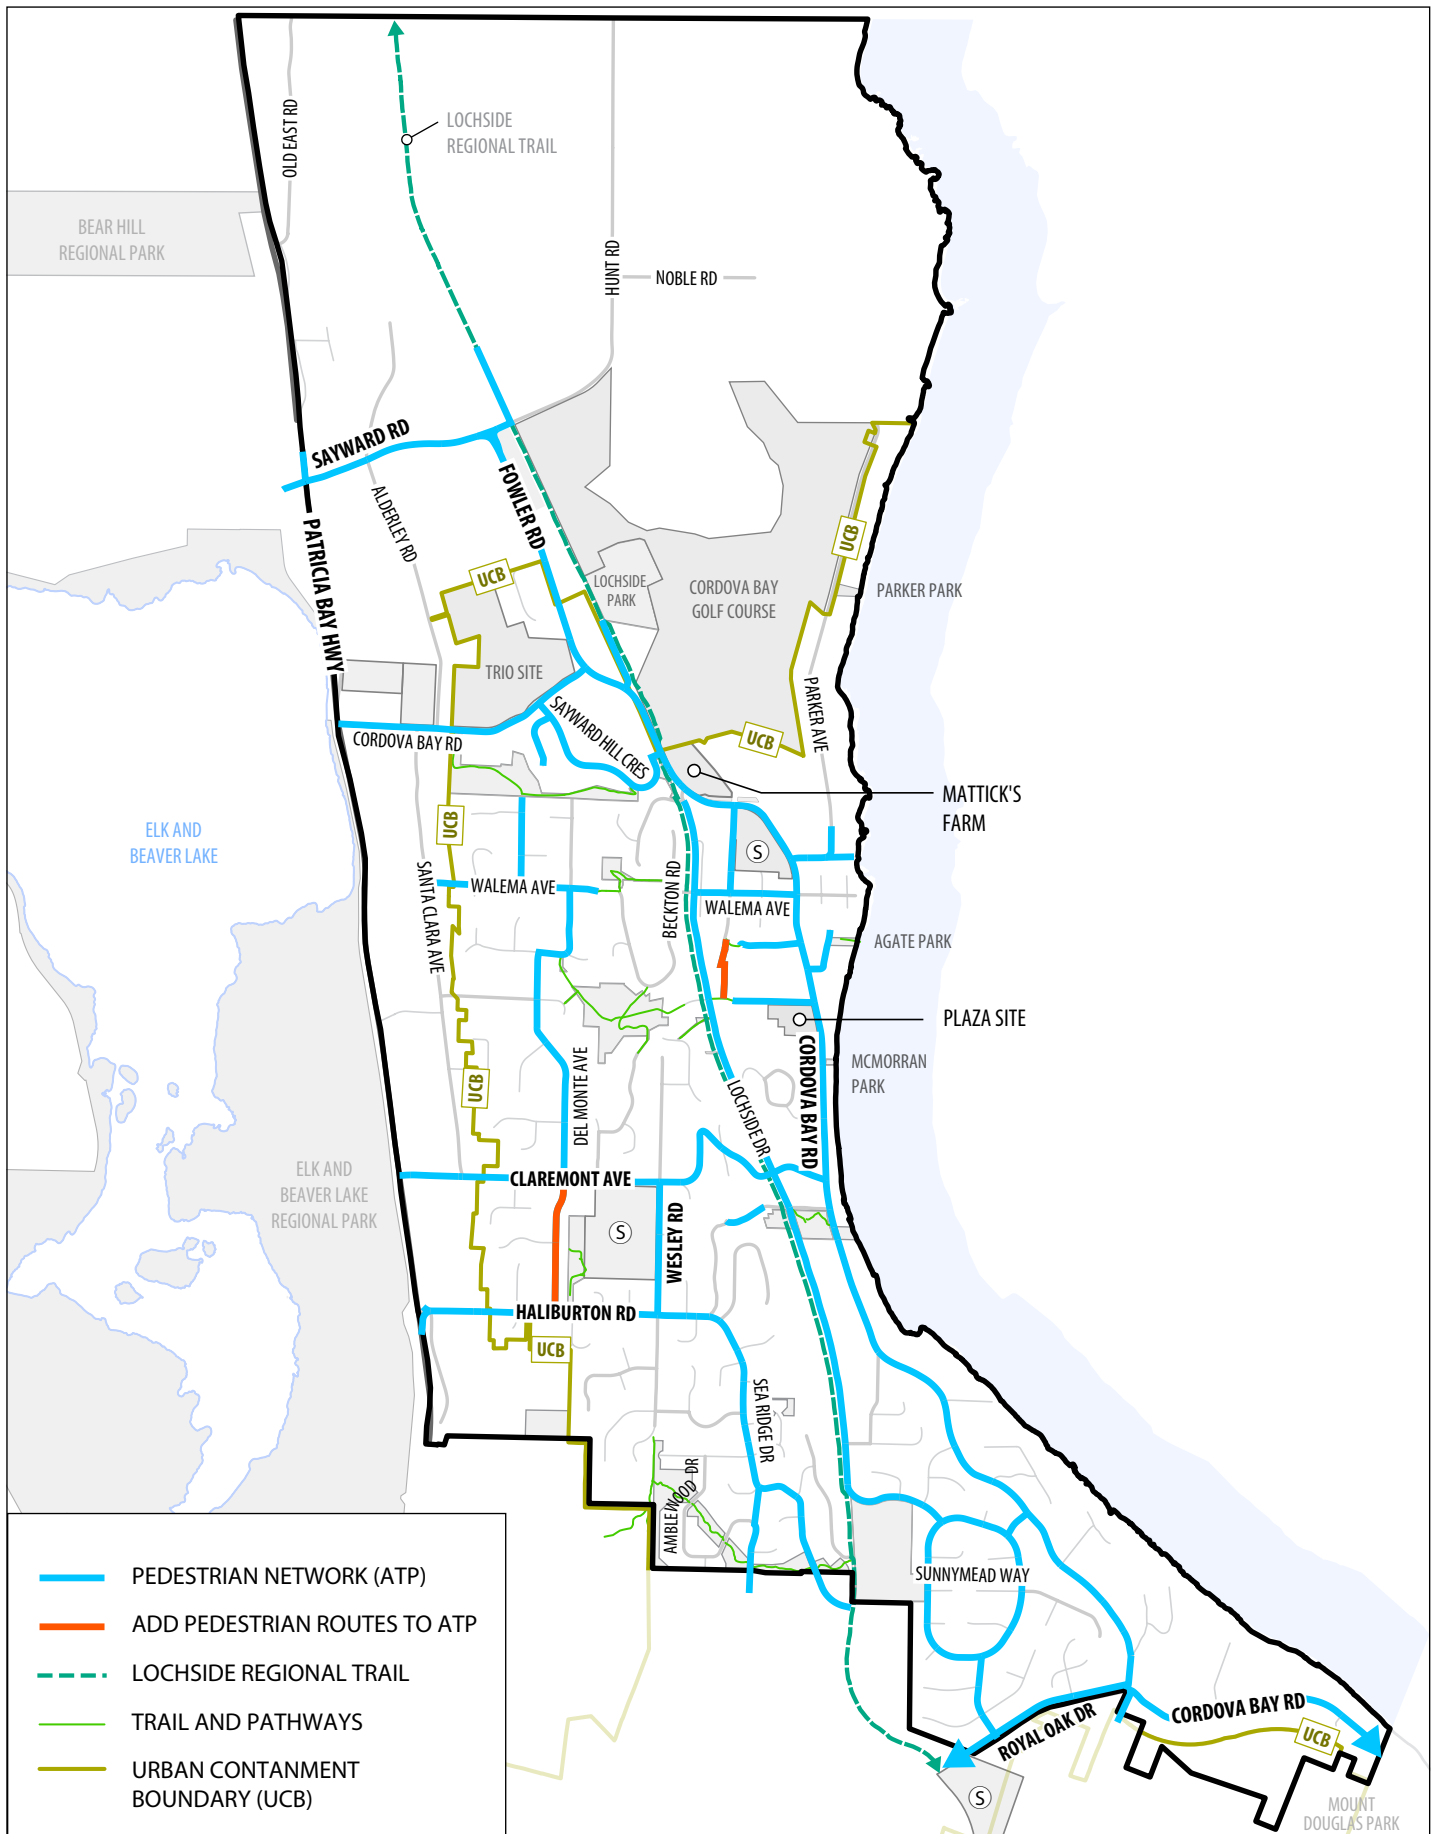 OLD EAST RD
LOCHSIDE
REGIONAL TRAIL
BEAR HILL
REGIONAL PARK
HUNT RD
NOBLE RD
SAYWARD RD
FOWLER RD
ALDERLEY RD
PATRICIA BAY HWY
UCB
UCB
LOCHSIDE
PARK
CORDOVA BAY
GOLF COURSE
PARKER PARK
TRIO SITE
PARKER AVE
SAYWARD HILL CRES
CORDOVA BAY RD
UCB
MATTICK'S
FARM
ELK AND
BEAVER LAKE
UCB
S
SANTA CLARA AVE
WALEMA AVE
BECKTON RD
WALEMA AVE
AGATE PARK
PLAZA SITE
UCB
DEL MONTE AVE
LOCHSIDE DR
CORDOVA BAY RD
MCMORRAN
PARK
ELK AND
BEAVER LAKE
REGIONAL PARK
CLAREMONT AVE
S
WESLEY RD
HALIBURTON RD
UCB
SEA RIDGE DR
AMBLEWOOD DR
SUNNYMEAD WAY
ROYAL OAK DR
CORDOVA BAY RD
UCB
S
MOUNT
DOUGLAS PARK
PEDESTRIAN NETWORK (ATP)
ADD PEDESTRIAN ROUTES TO ATP
LOCHSIDE REGIONAL TRAIL
TRAIL AND PATHWAYS
URBAN CONTANMENT
BOUNDARY (UCB)